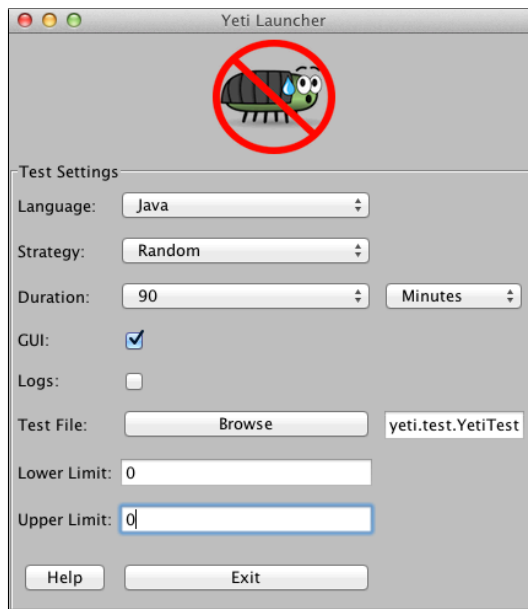 Yeti Launcher
Test Settings
Language: Java
Strategy: Random
Duration: 90 Minutes
GUI:
Logs:
Test File: Browse yeti.test.YetiTest
Lower Limit: 0
Upper Limit: 0
Help Exit